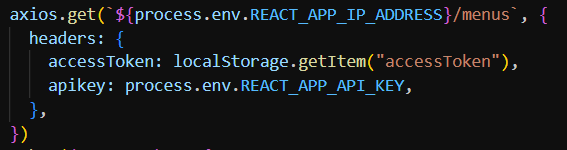 axios.get(`${process.env.REACT_APP_IP_ADDRESS}/menus`, {
headers: {
accessToken: localStorage.getItem("accessToken"),
apikey: process.env.REACT_APP_API_KEY,
},
})